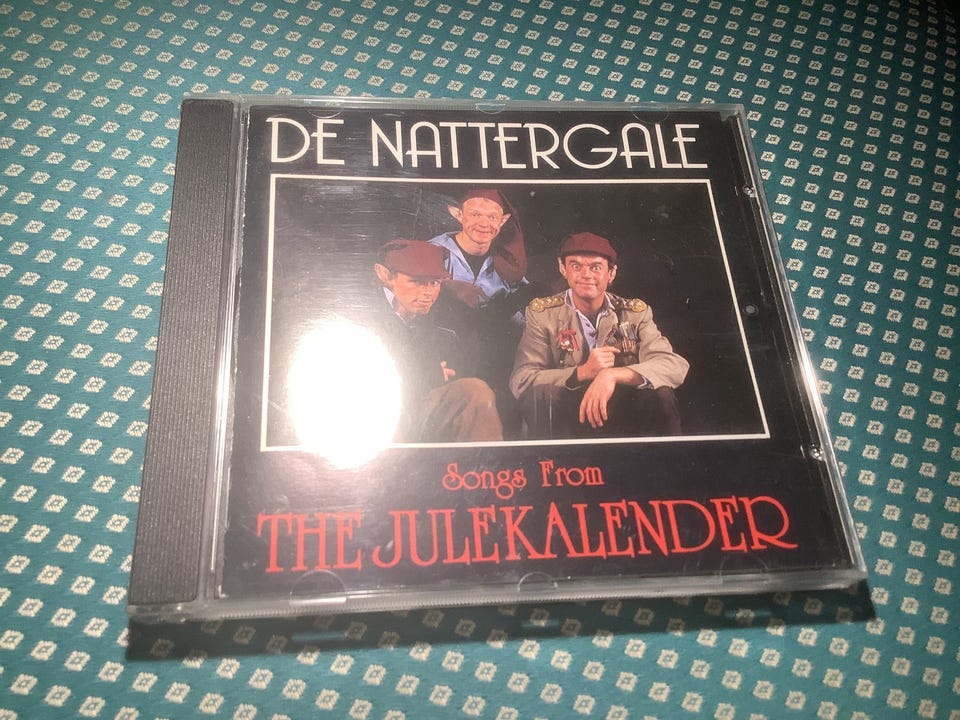 DE NATTERGALE
Songs From
THE JULEKALENDER